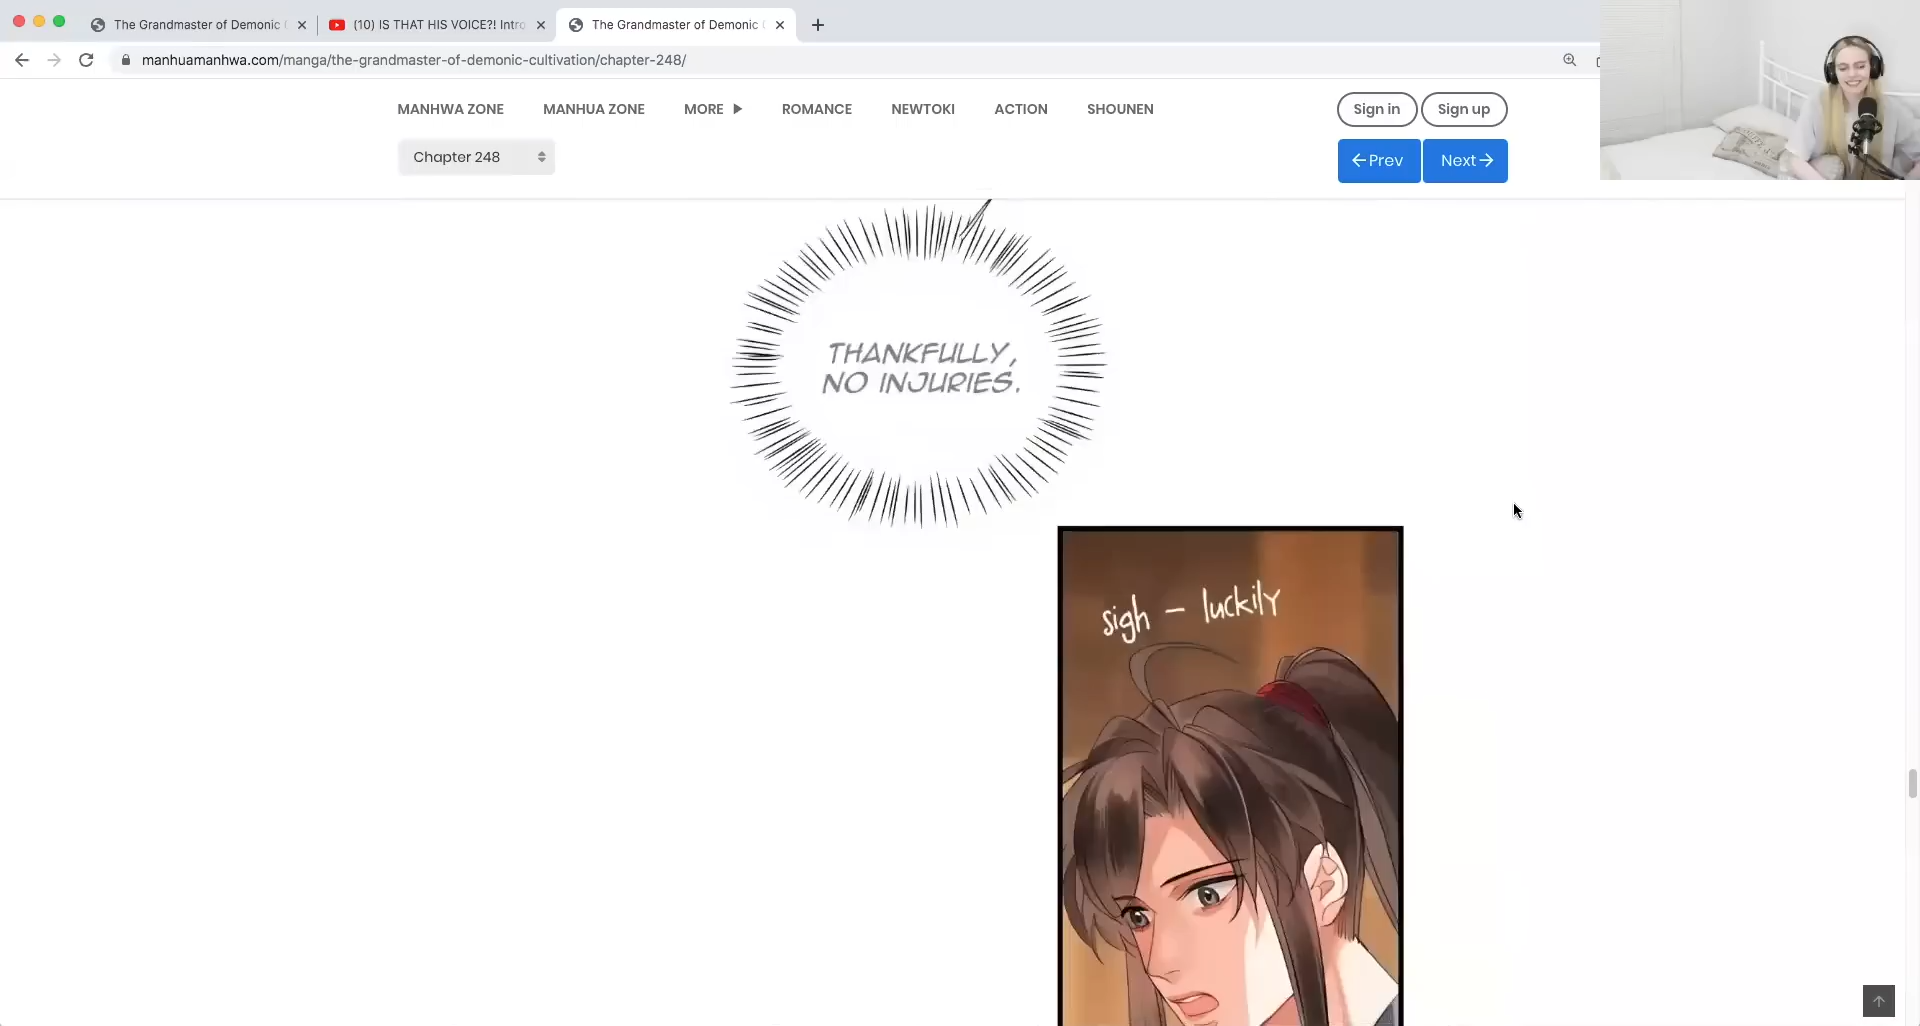 The Grandmaster of Demonic
(10) IS THAT HIS VOICE?! Intro
The Grandmaster of Demonic
manhuamanhwa.com/manga/the-grandmaster-of-demonic-cultivation/chapter-248/
MANHWA ZONE MANHUA ZONE MORE ROMANCE NEWTOKI ACTION SHOUNEN Sign in Sign up
Chapter 248 Prev Next
THANKFULLY,
NO INJURIES.
sigh – luckily